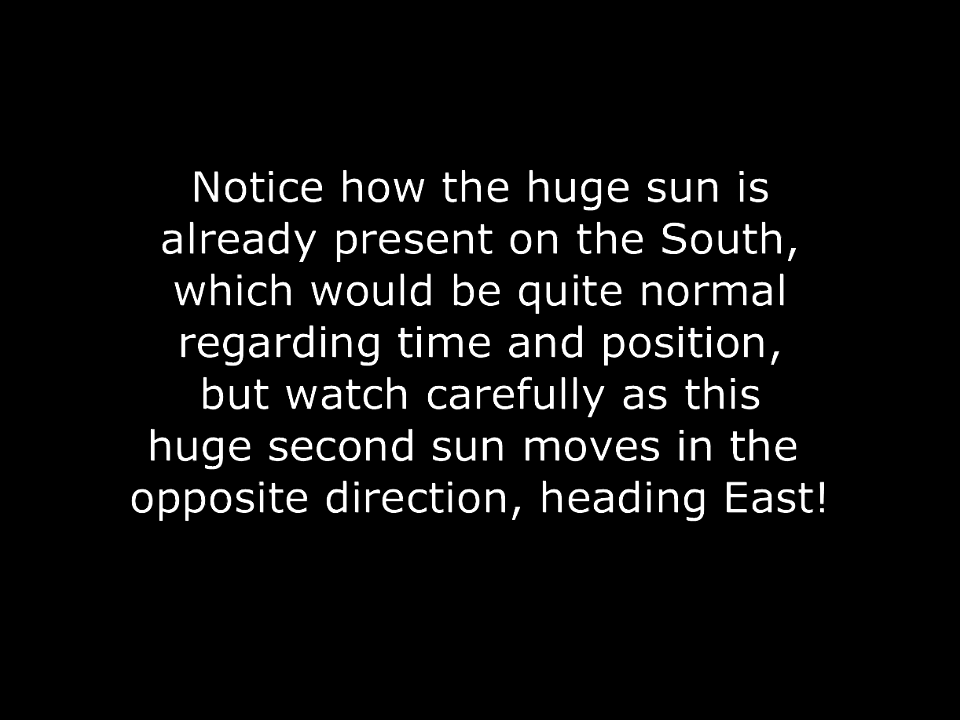 Notice how the huge sun is
already present on the South,
which would be quite normal
regarding time and position,
but watch carefully as this
huge second sun moves in the
opposite direction, heading East!